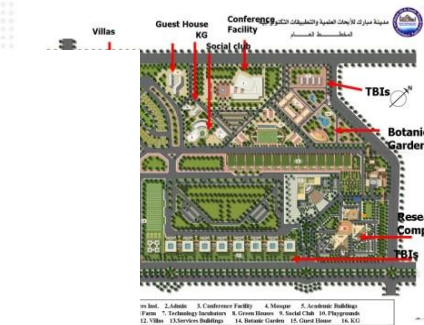 مدينة مبارك للأبحاث العلمية والتطبيقات التكنولوجية
المخطط العام
Villas
Guest House
KG
Social club
Conference
Facility
TBIs
Botanic
Garden
TBIs
Inst. 2.Admin 3. Conference Facility 4. Mosque 5. Academic Buildings
Farm 7. Technology Incubators 8. Green Houses 9. Social Club 10. Playgrounds
12. Villas 13.Services Buildings 14. Botanic Garden 15. Guest House 16. KG